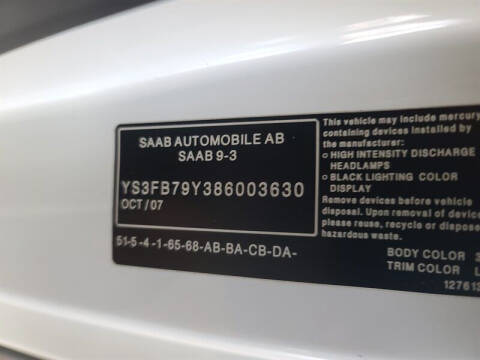 SAAB AUTOMOBILE AB
SAAB 9-3
YS3FB79Y386003630
OCT/07
51-5-4-1-65-68-AB-BA-CB-DA-
This vehicle may include mercury
containing devices installed by the
manufacturer:
○ HIGH INTENSITY DISCHARGE
HEADLAMPS
○ BLACK LIGHTING COLOR
DISPLAY
Remove devices before vehicle
disposal. Upon removal of devices
please reuse, recycle or dispose
hazardous waste.
BODY COLOR 3
TRIM COLOR L
127613